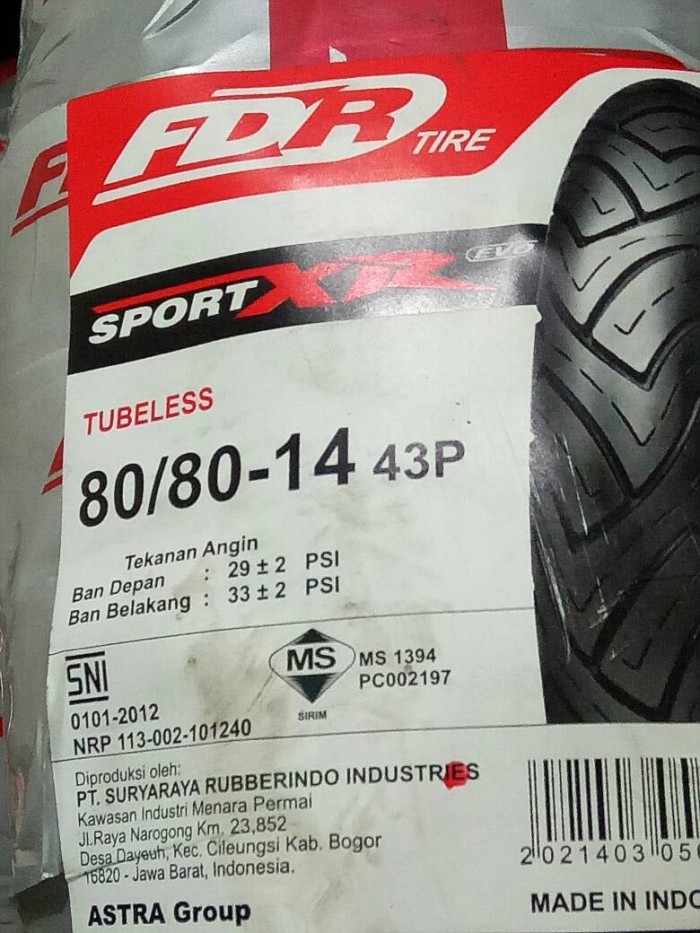 FDR TIRE
SPORT XR EVO
TUBELESS
80/80-14 43P
Tekanan Angin
Ban Depan : 29 ± 2 PSI
Ban Belakang : 33 ± 2 PSI
SNI
0101-2012
NRP 113-002-101240
MS
SIRIM
MS 1394
PC002197
Diproduksi oleh:
PT. SURYARAYA RUBBERINDO INDUSTRIES
Kawasan Industri Menara Permai
Jl.Raya Narogong Km. 23,852
Desa Dayeuh, Kec. Cileungsi Kab. Bogor
16820 - Jawa Barat, Indonesia.
ASTRA Group
2 021403 05
MADE IN INDO